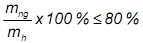 m_ng / m_h x 100 % ≤ 80 %